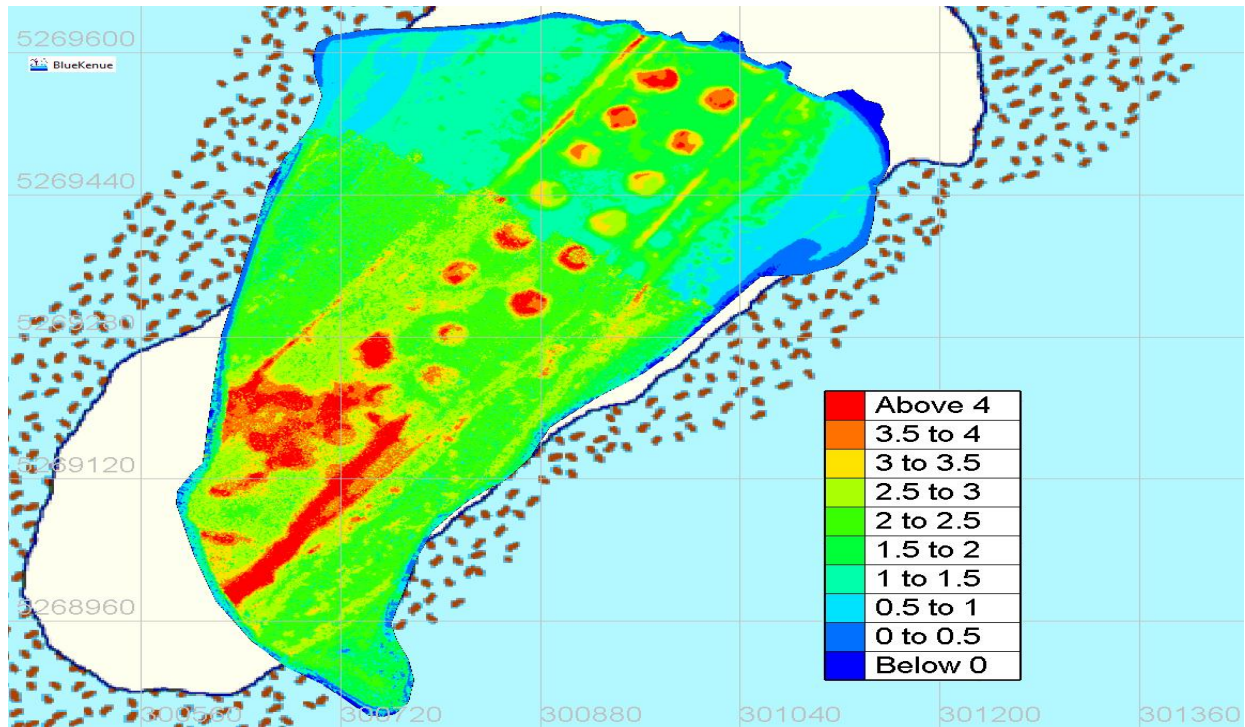 5269600
BlueKenue
5269440
5269280
Above 4
3.5 to 4
3 to 3.5
2.5 to 3
2 to 2.5
1.5 to 2
1 to 1.5
0.5 to 1
0 to 0.5
Below 0
5269120
5268960
300560 300720 300880 301040 301200 301360